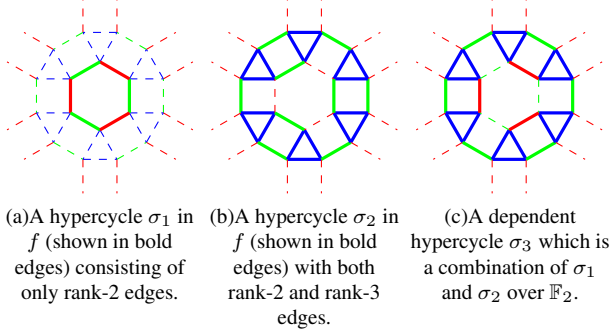 (a)A hypercycle σ₁ in
f (shown in bold
edges) consisting of
only rank-2 edges.
(b)A hypercycle σ₂ in
f (shown in bold
edges) with both
rank-2 and rank-3
edges.
(c)A dependent
hypercycle σ₃ which is
a combination of σ₁
and σ₂ over 𝔽₂.